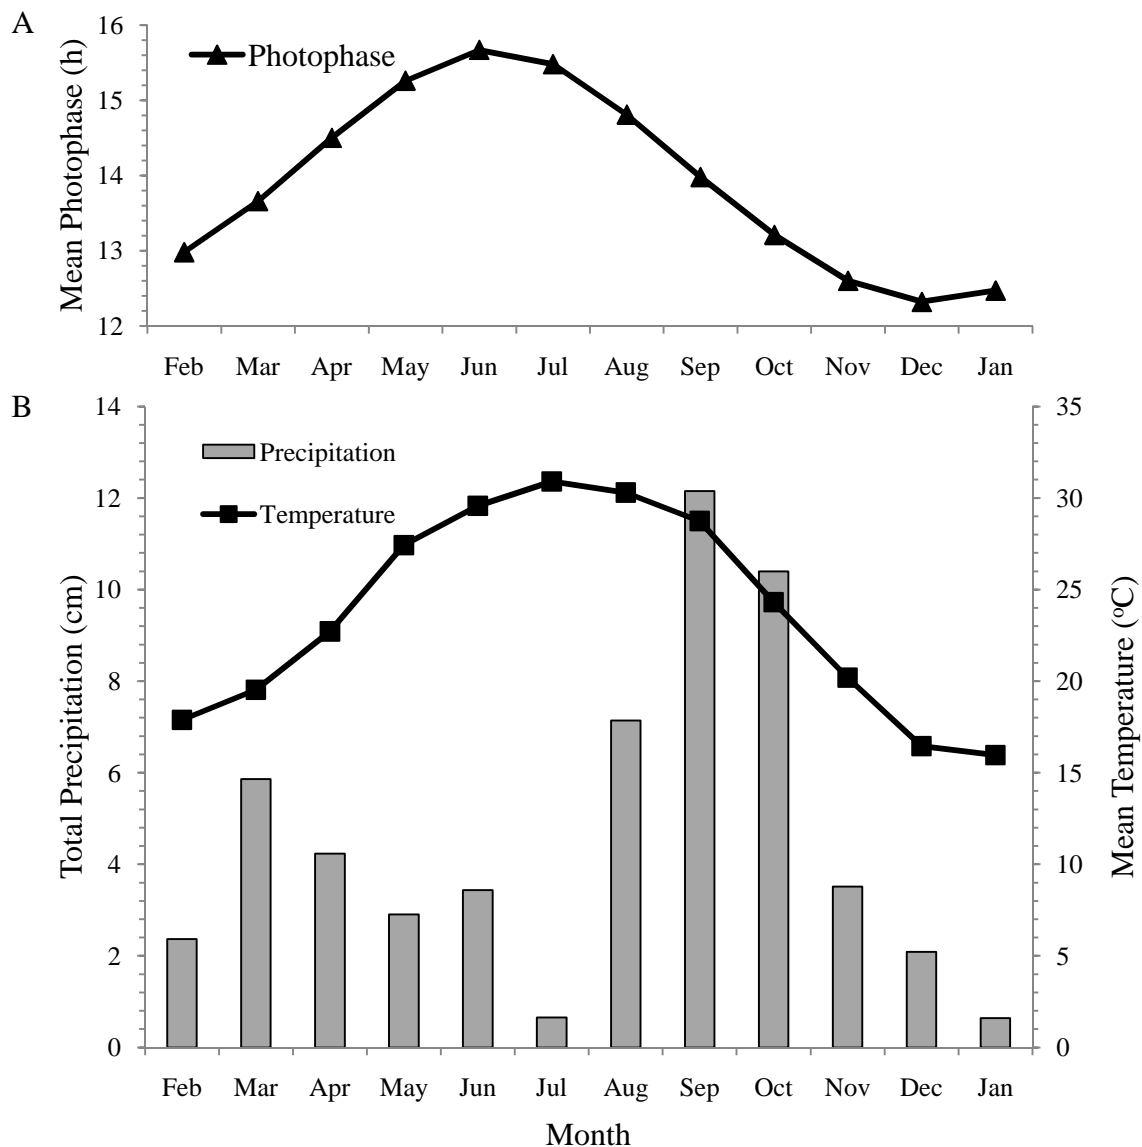 A
Mean Photophase (h)
16
15
14
13
12
Photophase
Feb Mar Apr May Jun Jul Aug Sep Oct Nov Dec Jan
B
Total Precipitation (cm)
14
12
10
8
6
4
2
0
Precipitation
Temperature
35
30
25
20
15
10
5
0
Mean Temperature (°C)
Feb Mar Apr May Jun Jul Aug Sep Oct Nov Dec Jan
Month